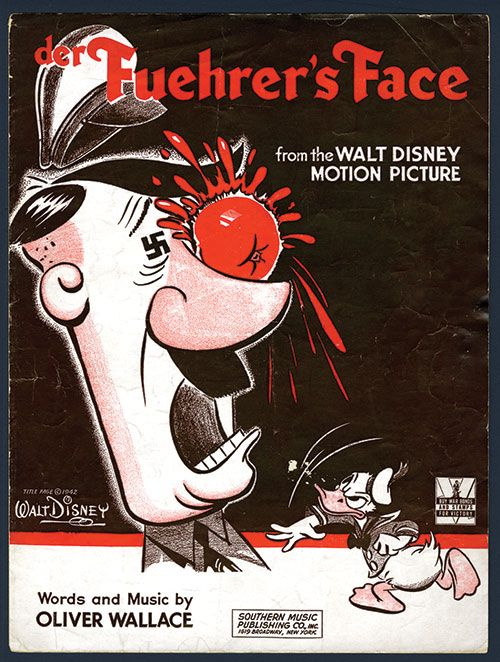 der Fuehrer's Face
from the WALT DISNEY
MOTION PICTURE
TITLE PAGE © 1942
WALT DISNEY
BUY WAR BONDS
AND STAMPS
FOR VICTORY
Words and Music by
OLIVER WALLACE
SOUTHERN MUSIC
PUBLISHING CO., INC.
1619 BROADWAY, NEW YORK